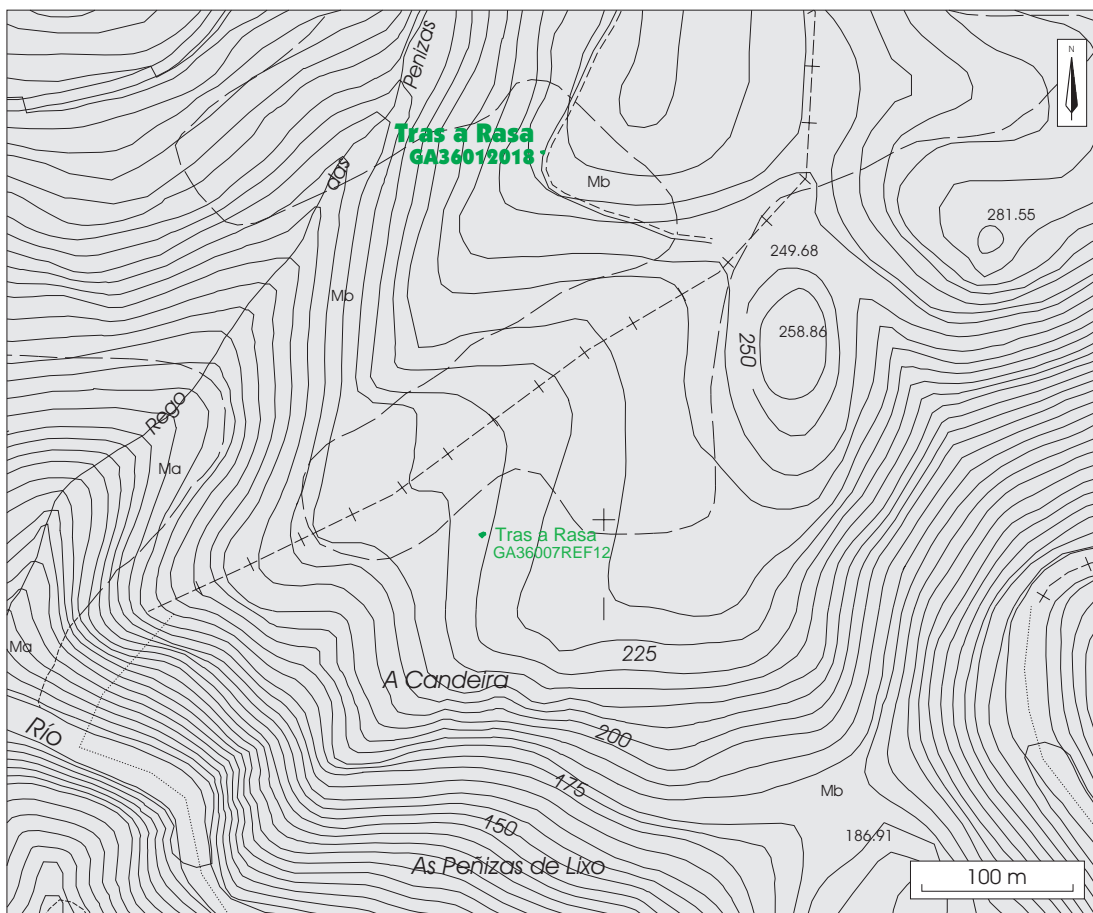 N
Penizas
Tras a Rasa
GA36012018
das
Mb
281.55
249.68
Mb
258.86
250
Rego
Ma
Tras a Rasa
GA36007REF12
Ma
225
A Candeira
200
Río
175
Mb
150
186.91
As Peñizas de Lixo
100 m